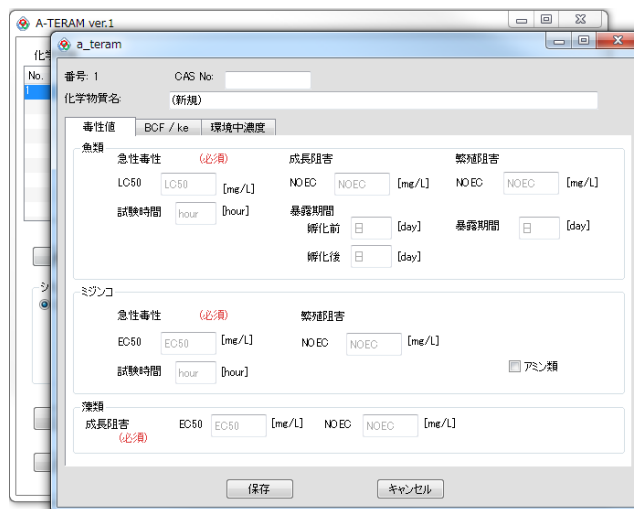 A-TERAM ver.1
a_teram
化学
No.
1
シ
番号: 1 CAS No:
化学物質名: (新規)
毒性値 BCF / ke 環境中濃度
魚類
急性毒性 (必須) 成長阻害 繁殖阻害
LC50 LC50 [mg/L] NOEC NOEC [mg/L] NOEC NOEC [mg/L]
試験時間 hour [hour] 暴露期間
孵化前 日 [day] 暴露期間 日 [day]
孵化後 日 [day]
ミジンコ
急性毒性 (必須) 繁殖阻害
EC50 EC50 [mg/L] NOEC NOEC [mg/L]
試験時間 hour [hour] アミン類
藻類
成長阻害 EC50 EC50 [mg/L] NOEC NOEC [mg/L]
(必須)
保存 キャンセル